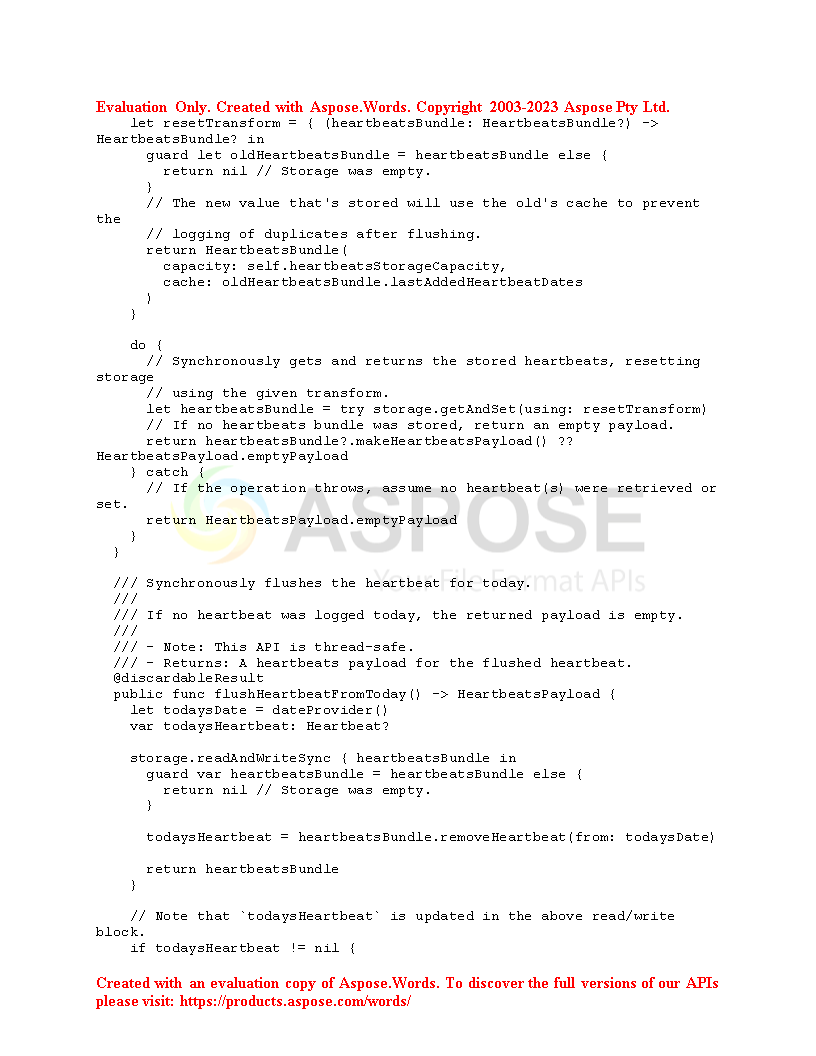 Evaluation Only. Created with Aspose.Words. Copyright 2003-2023 Aspose Pty Ltd.
    let resetTransform = { (heartbeatsBundle: HeartbeatsBundle?) ->
HeartbeatsBundle? in
      guard let oldHeartbeatsBundle = heartbeatsBundle else {
        return nil // Storage was empty.
      }
      // The new value that's stored will use the old's cache to prevent
the
      // logging of duplicates after flushing.
      return HeartbeatsBundle(
        capacity: self.heartbeatsStorageCapacity,
        cache: oldHeartbeatsBundle.lastAddedHeartbeatDates
      )
    }

    do {
      // Synchronously gets and returns the stored heartbeats, resetting
storage
      // using the given transform.
      let heartbeatsBundle = try storage.getAndSet(using: resetTransform)
      // If no heartbeats bundle was stored, return an empty payload.
      return heartbeatsBundle?.makeHeartbeatsPayload() ??
HeartbeatsPayload.emptyPayload
    } catch {
      // If the operation throws, assume no heartbeat(s) were retrieved or
set.
      return HeartbeatsPayload.emptyPayload
    }
  }
ASPOSE
Your File Format APIs

  /// Synchronously flushes the heartbeat for today.
  ///
  /// If no heartbeat was logged today, the returned payload is empty.
  ///
  /// - Note: This API is thread-safe.
  /// - Returns: A heartbeats payload for the flushed heartbeat.
  @discardableResult
  public func flushHeartbeatFromToday() -> HeartbeatsPayload {
    let todaysDate = dateProvider()
    var todaysHeartbeat: Heartbeat?

    storage.readAndWriteSync { heartbeatsBundle in
      guard var heartbeatsBundle = heartbeatsBundle else {
        return nil // Storage was empty.
      }

      todaysHeartbeat = heartbeatsBundle.removeHeartbeat(from: todaysDate)

      return heartbeatsBundle
    }

    // Note that `todaysHeartbeat` is updated in the above read/write
block.
    if todaysHeartbeat != nil {

Created with an evaluation copy of Aspose.Words. To discover the full versions of our APIs
please visit: https://products.aspose.com/words/